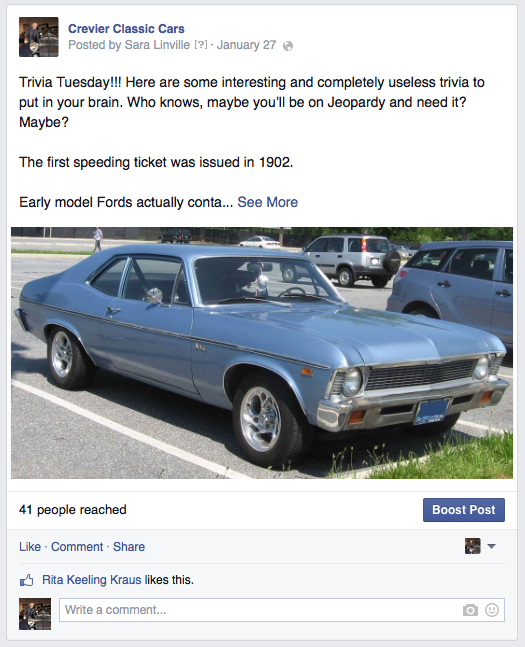 Crevier Classic Cars
Posted by Sara Linville [?] · January 27
Trivia Tuesday!!! Here are some interesting and completely useless trivia to
put in your brain. Who knows, maybe you'll be on Jeopardy and need it?
Maybe?
The first speeding ticket was issued in 1902.
Early model Fords actually conta... See More
41 people reached
Boost Post
Like · Comment · Share
Rita Keeling Kraus likes this.
Write a comment...